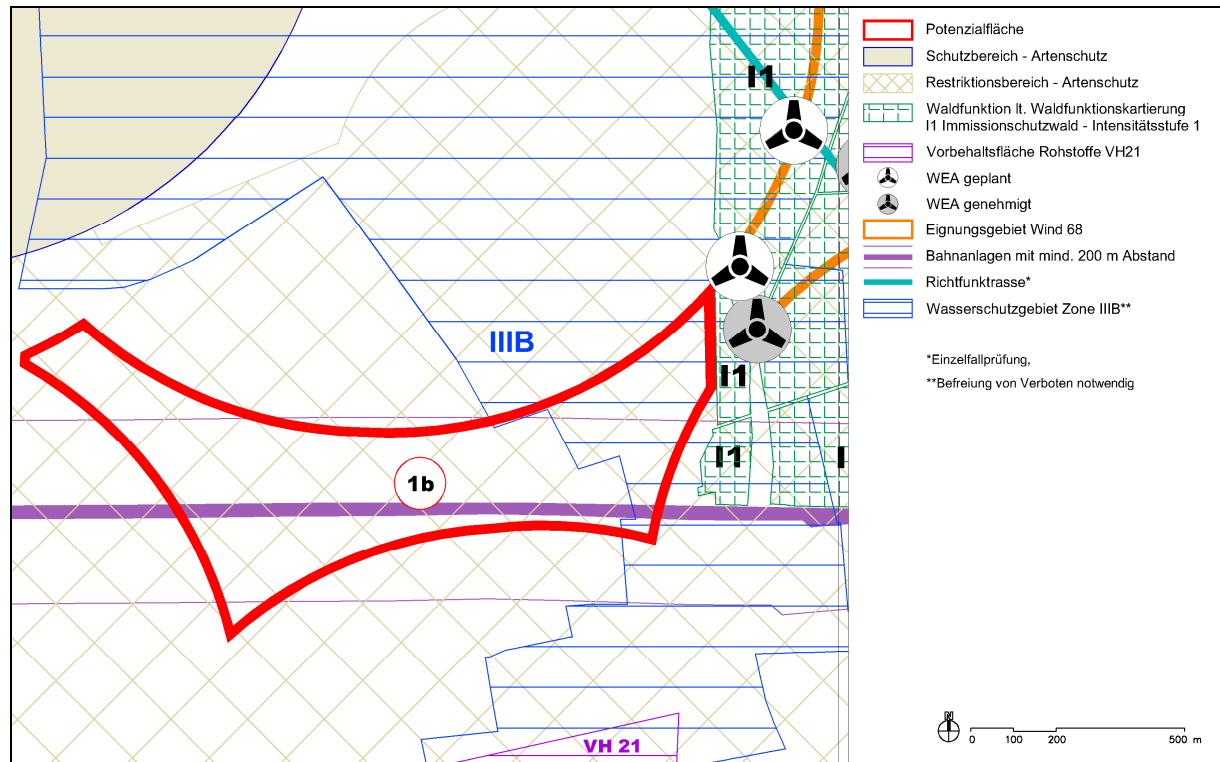 I1
IIIB
I1
I1
I
1b
VH 21
Potenzialfläche
Schutzbereich - Artenschutz
Restriktionsbereich - Artenschutz
Waldfunktion lt. Waldfunktionskartierung
I1 Immissionschutzwald - Intensitätsstufe 1
Vorbehaltsfläche Rohstoffe VH21
WEA geplant
WEA genehmigt
Eignungsgebiet Wind 68
Bahnanlagen mit mind. 200 m Abstand
Richtfunktrasse*
Wasserschutzgebiet Zone IIIB**
*Einzelfallprüfung,
**Befreiung von Verboten notwendig
N
0 100 200 500 m